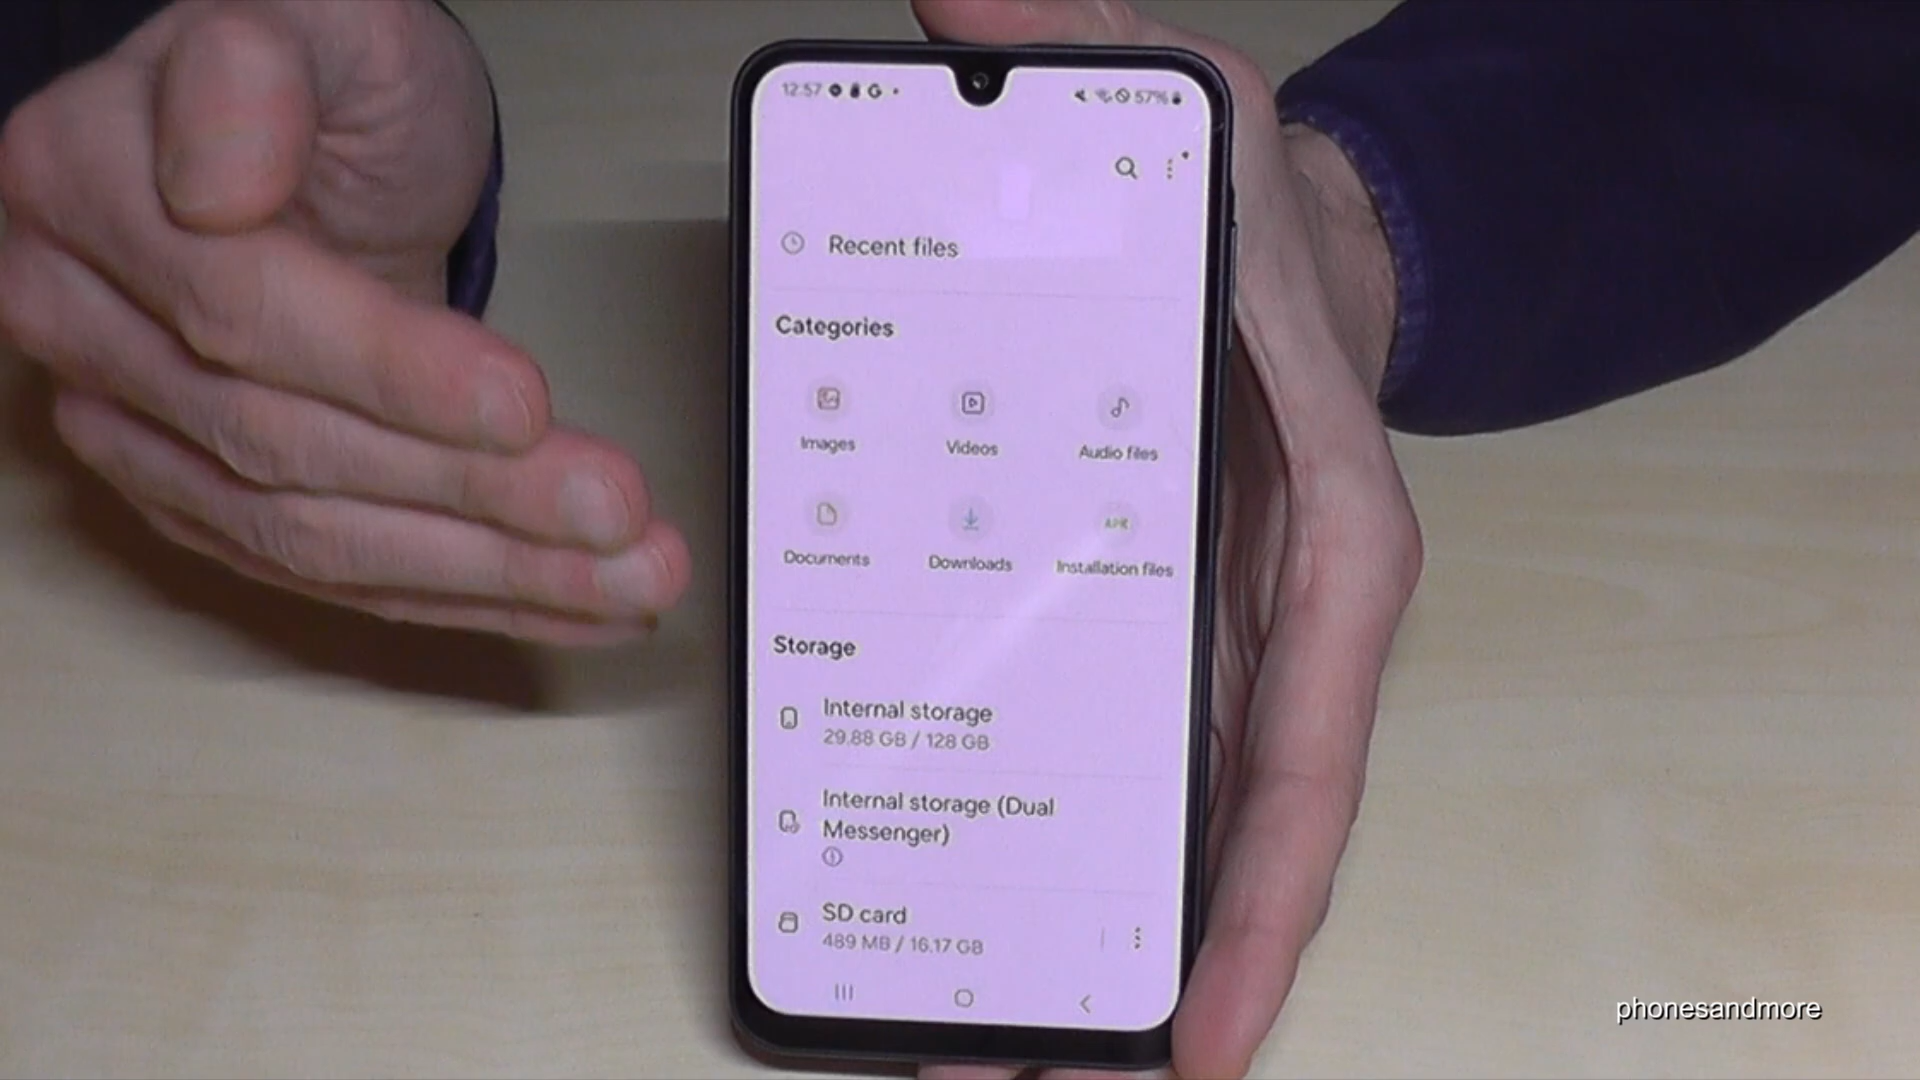 12:57 G 57%
Recent files
Categories
Images Videos Audio files
APK
Documents Downloads Installation files
Storage
Internal storage
29.88 GB / 128 GB
Internal storage (Dual
Messenger)
SD card
489 MB / 16.17 GB
phonesandmore